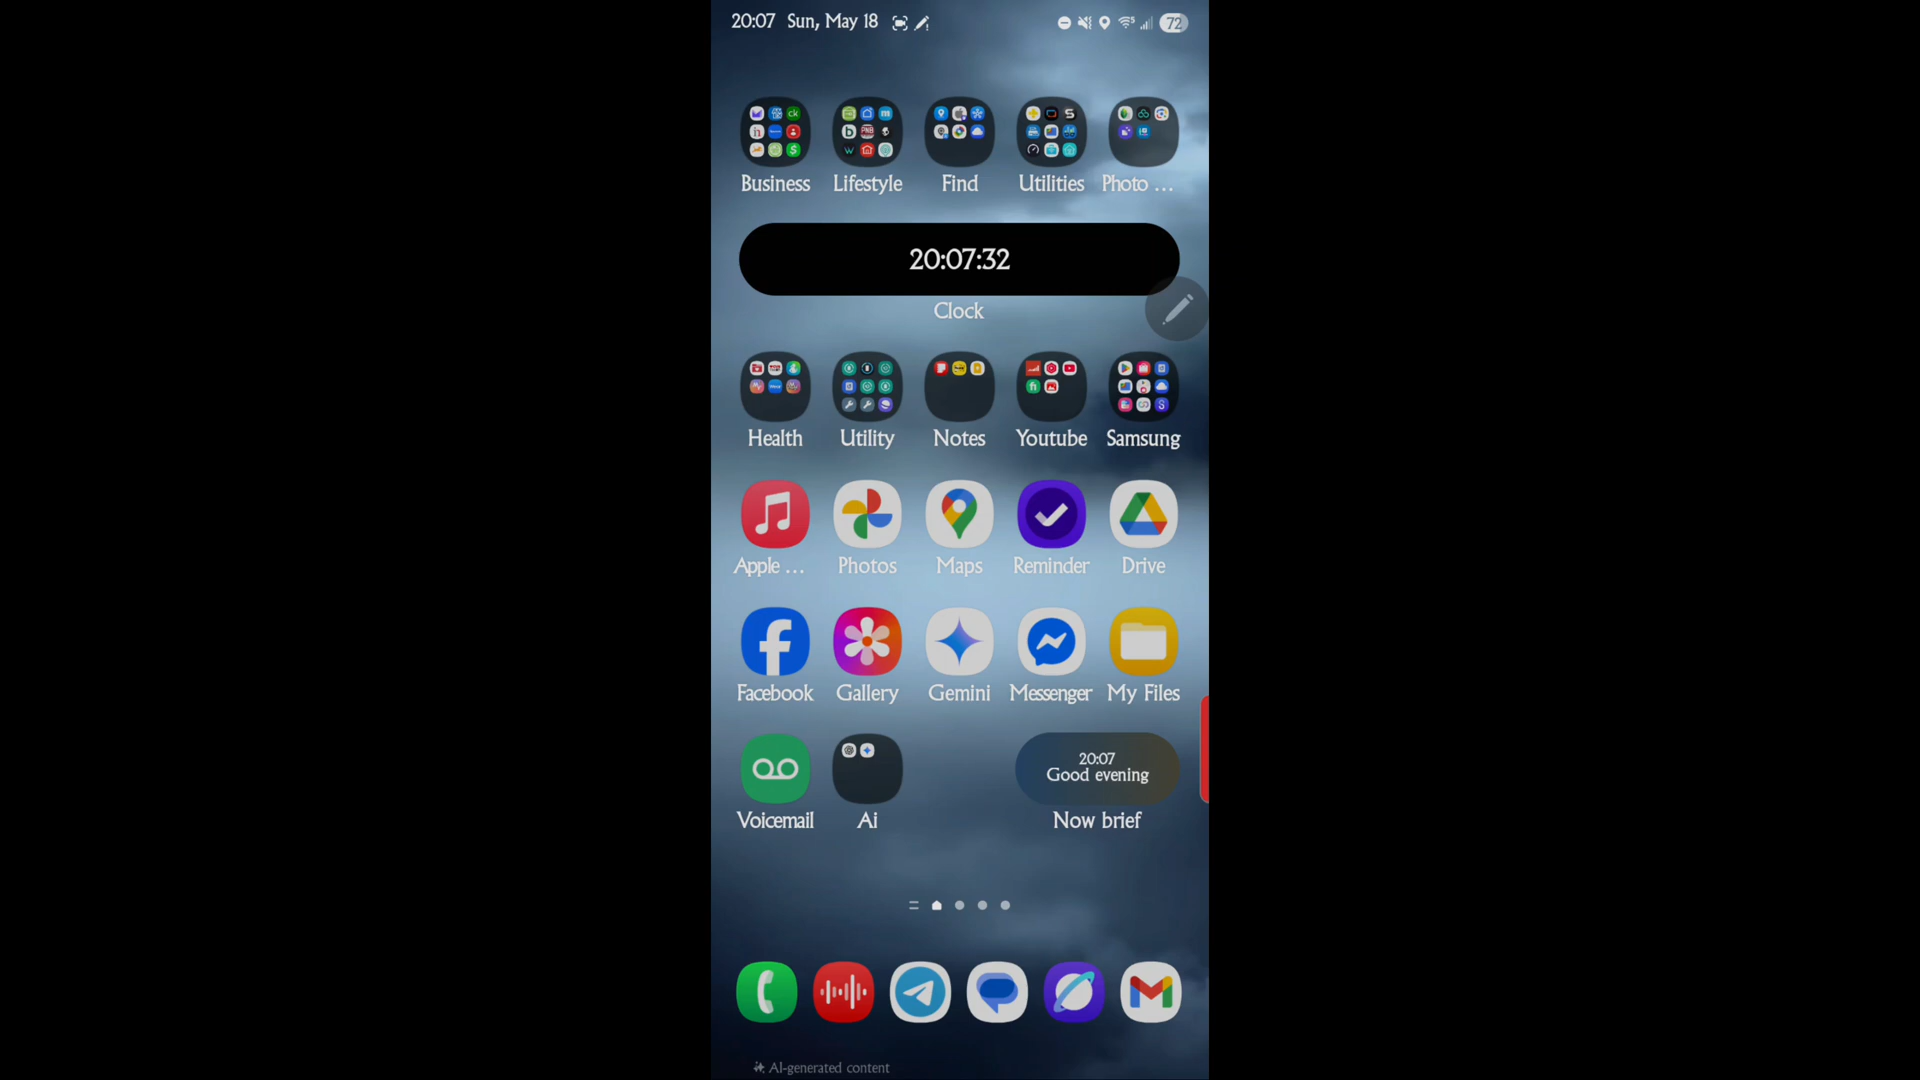 20:07 Sun, May 18
72
Business Lifestyle Find Utilities Photo ...
20:07:32
Clock
Health Utility Notes Youtube Samsung
Apple ... Photos Maps Reminder Drive
Facebook Gallery Gemini Messenger My Files
20:07
Good evening
Voicemail Ai Now brief
AI-generated content